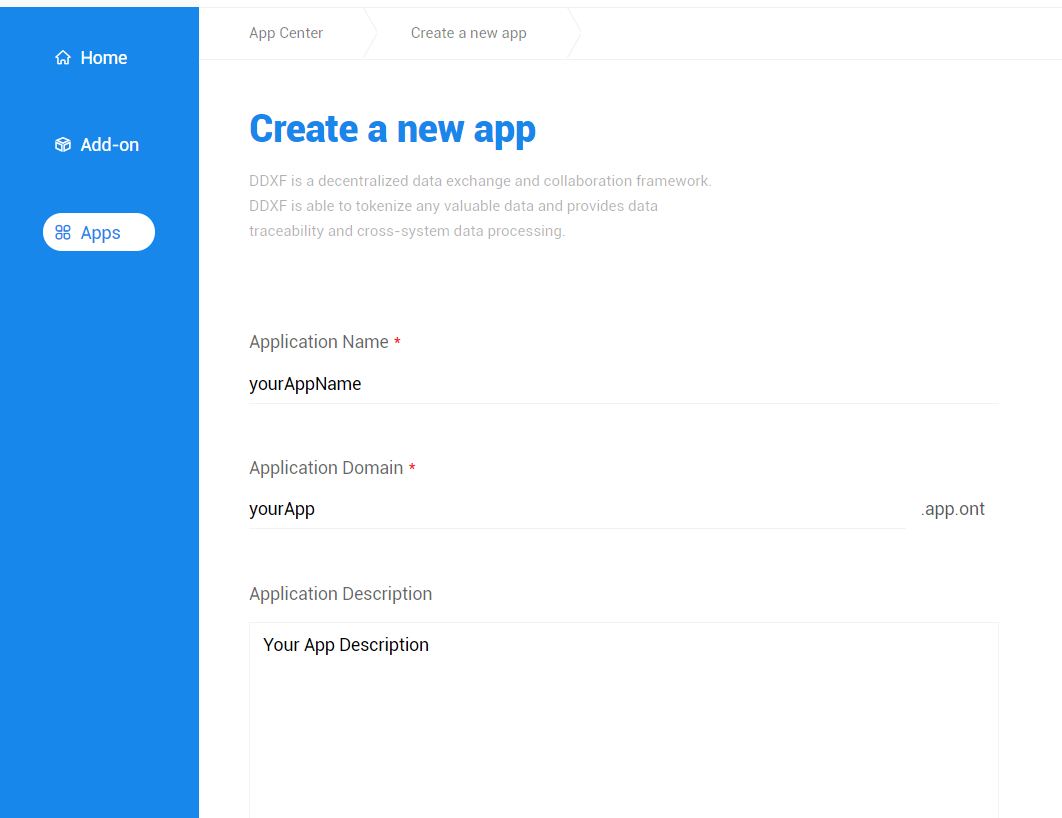 Home
Add-on
Apps
App Center
Create a new app
Create a new app
DDXF is a decentralized data exchange and collaboration framework.
DDXF is able to tokenize any valuable data and provides data
traceability and cross-system data processing.
Application Name *
yourAppName
Application Domain *
yourApp
.app.ont
Application Description
Your App Description